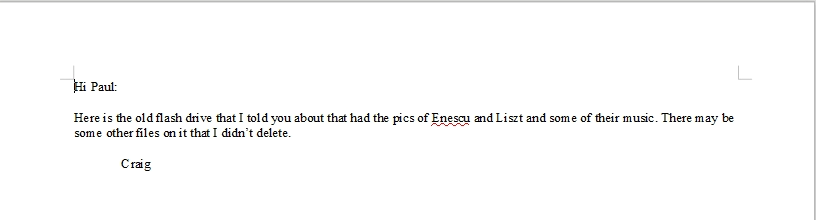 Hi Paul:
Here is the old flash drive that I told you about that had the pics of Enescu and Liszt and some of their music. There may be
some other files on it that I didn't delete.
Craig